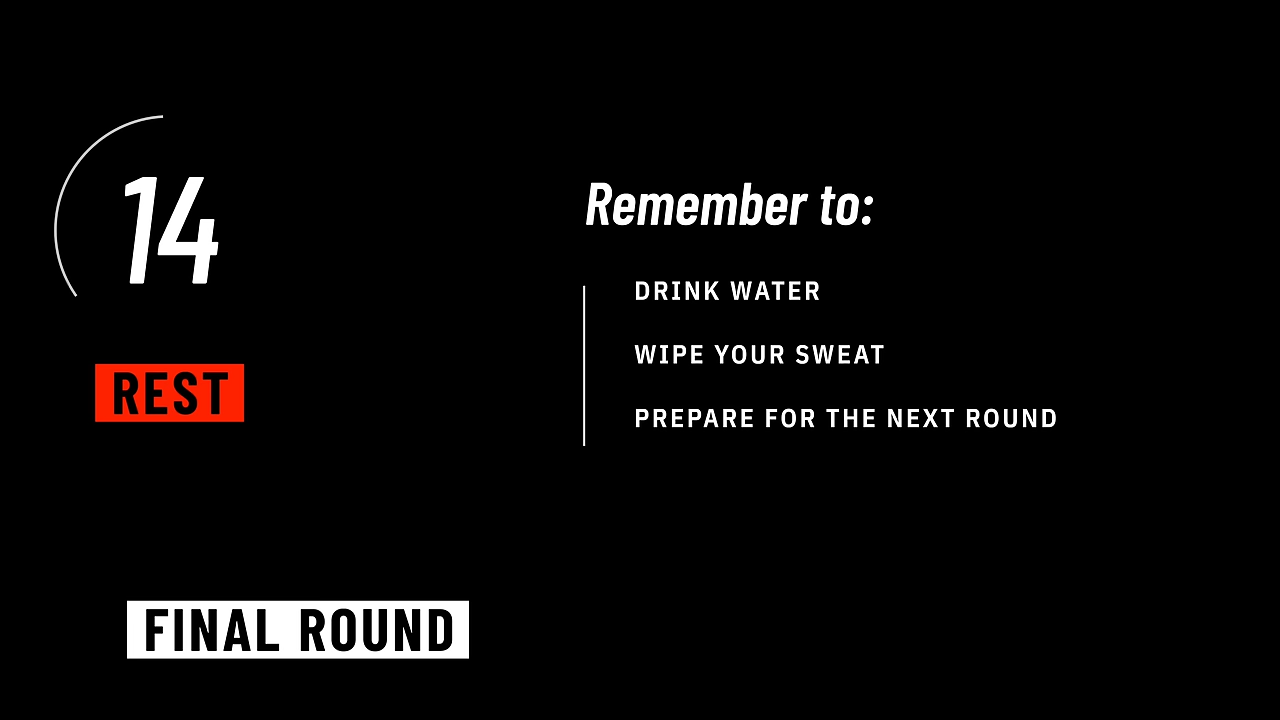 14
REST
Remember to:
DRINK WATER
WIPE YOUR SWEAT
PREPARE FOR THE NEXT ROUND
FINAL ROUND